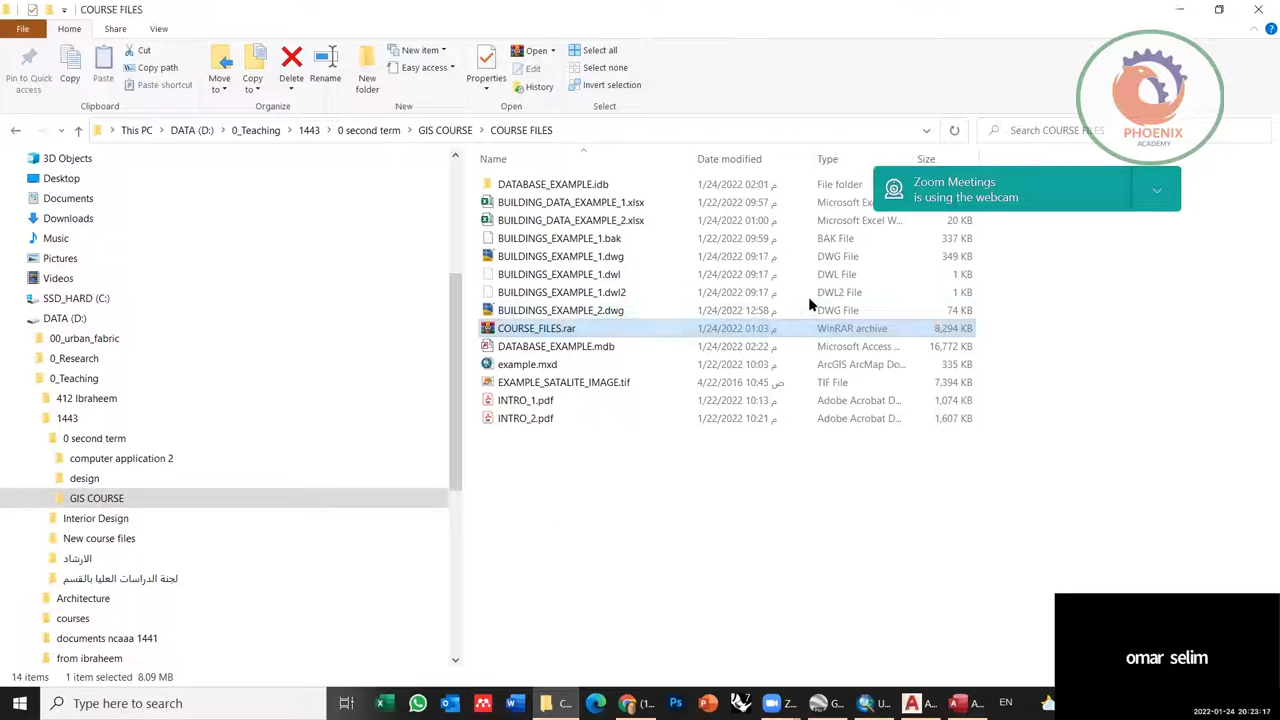 COURSE FILES
File Home Share View
Pin to Quick access
Copy
Paste
Cut
Copy path
Paste shortcut
Clipboard
Move to
Copy to
Delete
Rename
Organize
New folder
New item
Easy access
New
Properties
Open
Edit
History
Open
Select all
Select none
Invert selection
Select
PHOENIX
ACADEMY
This PC > DATA (D:) > 0_Teaching > 1443 > 0 second term > GIS COURSE > COURSE FILES
Search COURSE FILES
3D Objects
Desktop
Documents
Downloads
Music
Pictures
Videos
SSD_HARD (C:)
DATA (D:)
00_urban_fabric
0_Research
0_Teaching
412 Ibraheem
1443
0 second term
computer application 2
design
GIS COURSE
Interior Design
New course files
الارشاد
لجنة الدراسات العليا بالقسم
Architecture
courses
documents ncaaa 1441
from ibraheem
Name Date modified Type Size
DATABASE_EXAMPLE.idb 1/24/2022 02:01 م File folder
BUILDING_DATA_EXAMPLE_1.xlsx 1/22/2022 09:57 م Microsoft Ex
BUILDING_DATA_EXAMPLE_2.xlsx 1/24/2022 01:00 م Microsoft Excel W... 20 KB
BUILDINGS_EXAMPLE_1.bak 1/22/2022 09:59 م BAK File 337 KB
BUILDINGS_EXAMPLE_1.dwg 1/24/2022 09:17 م DWG File 349 KB
BUILDINGS_EXAMPLE_1.dwl 1/24/2022 09:17 م DWL File 1 KB
BUILDINGS_EXAMPLE_1.dwl2 1/24/2022 09:17 م DWL2 File 1 KB
BUILDINGS_EXAMPLE_2.dwg 1/24/2022 12:58 م DWG File 74 KB
COURSE_FILES.rar 1/24/2022 01:03 م WinRAR archive 8,294 KB
DATABASE_EXAMPLE.mdb 1/24/2022 02:22 م Microsoft Access ... 16,772 KB
example.mxd 1/22/2022 10:03 م ArcGIS ArcMap Do... 335 KB
EXAMPLE_SATALITE_IMAGE.tif 4/22/2016 10:45 ص TIF File 7,394 KB
INTRO_1.pdf 1/22/2022 10:13 م Adobe Acrobat D... 1,074 KB
INTRO_2.pdf 1/22/2022 10:21 م Adobe Acrobat D... 1,607 KB
Zoom Meetings
is using the webcam
omar selim
14 items 1 item selected 8.09 MB
Type here to search
C...
(1...
Z...
G...
U...
A...
A...
EN
2022-01-24 20:23:17